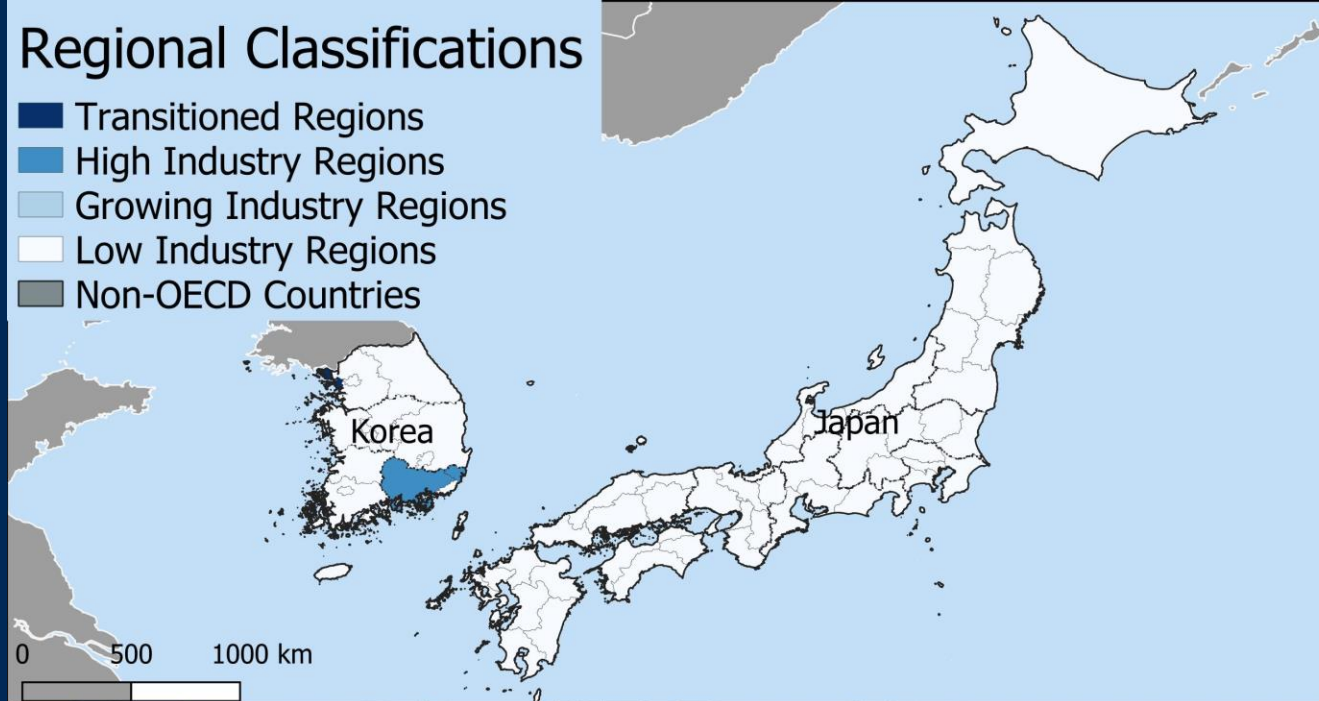 Regional Classifications
Transitioned Regions
High Industry Regions
Growing Industry Regions
Low Industry Regions
Non-OECD Countries
Korea
Japan
0 500 1000 km